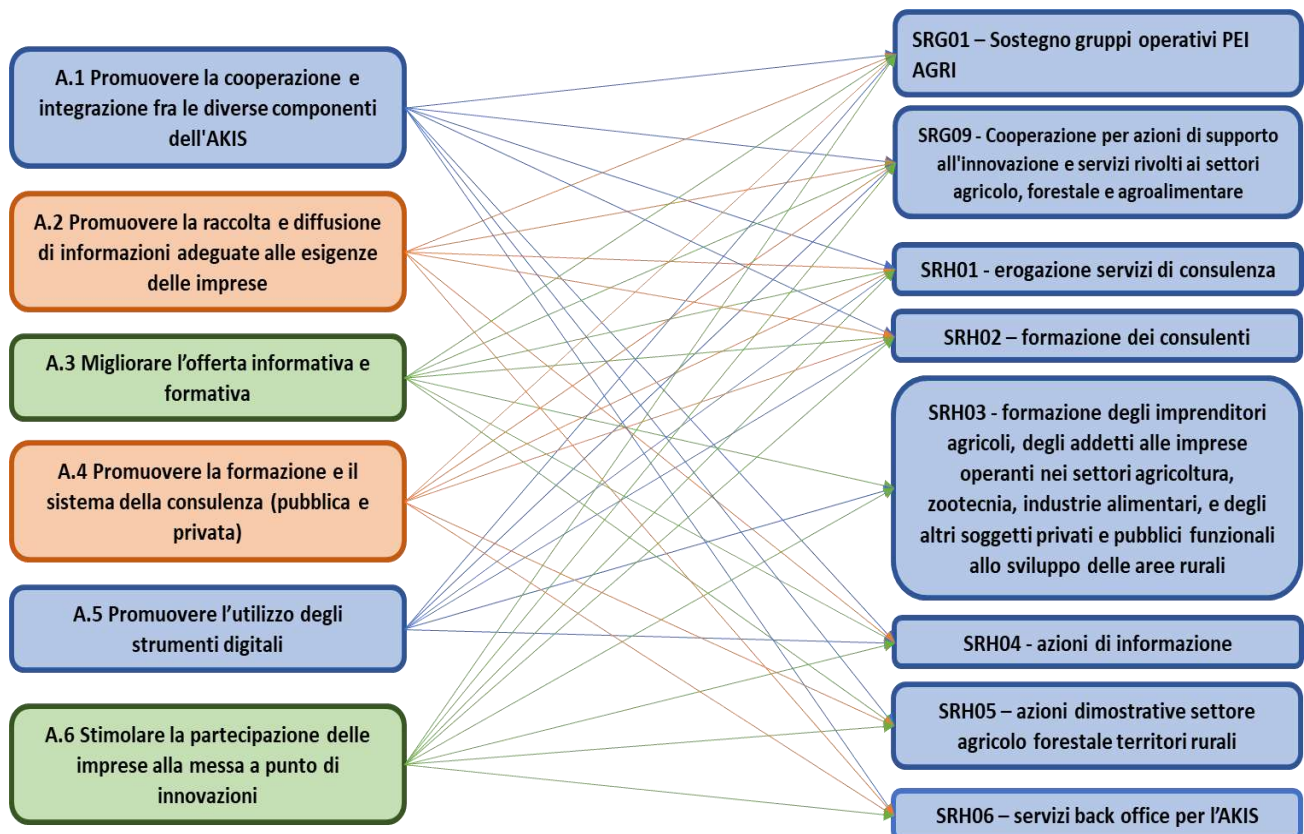 A.1 Promuovere la cooperazione e
integrazione fra le diverse componenti
dell'AKIS
A.2 Promuovere la raccolta e diffusione
di informazioni adeguate alle esigenze
delle imprese
A.3 Migliorare l’offerta informativa e
formativa
A.4 Promuovere la formazione e il
sistema della consulenza (pubblica e
privata)
A.5 Promuovere l’utilizzo degli
strumenti digitali
A.6 Stimolare la partecipazione delle
imprese alla messa a punto di
innovazioni
SRG01 – Sostegno gruppi operativi PEI
AGRI
SRG09 - Cooperazione per azioni di supporto
all'innovazione e servizi rivolti ai settori
agricolo, forestale e agroalimentare
SRH01 - erogazione servizi di consulenza
SRH02 – formazione dei consulenti
SRH03 - formazione degli imprenditori
agricoli, degli addetti alle imprese
operanti nei settori agricoltura,
zootecnia, industrie alimentari, e degli
altri soggetti privati e pubblici funzionali
allo sviluppo delle aree rurali
SRH04 - azioni di informazione
SRH05 – azioni dimostrative settore
agricolo forestale territori rurali
SRH06 – servizi back office per l’AKIS